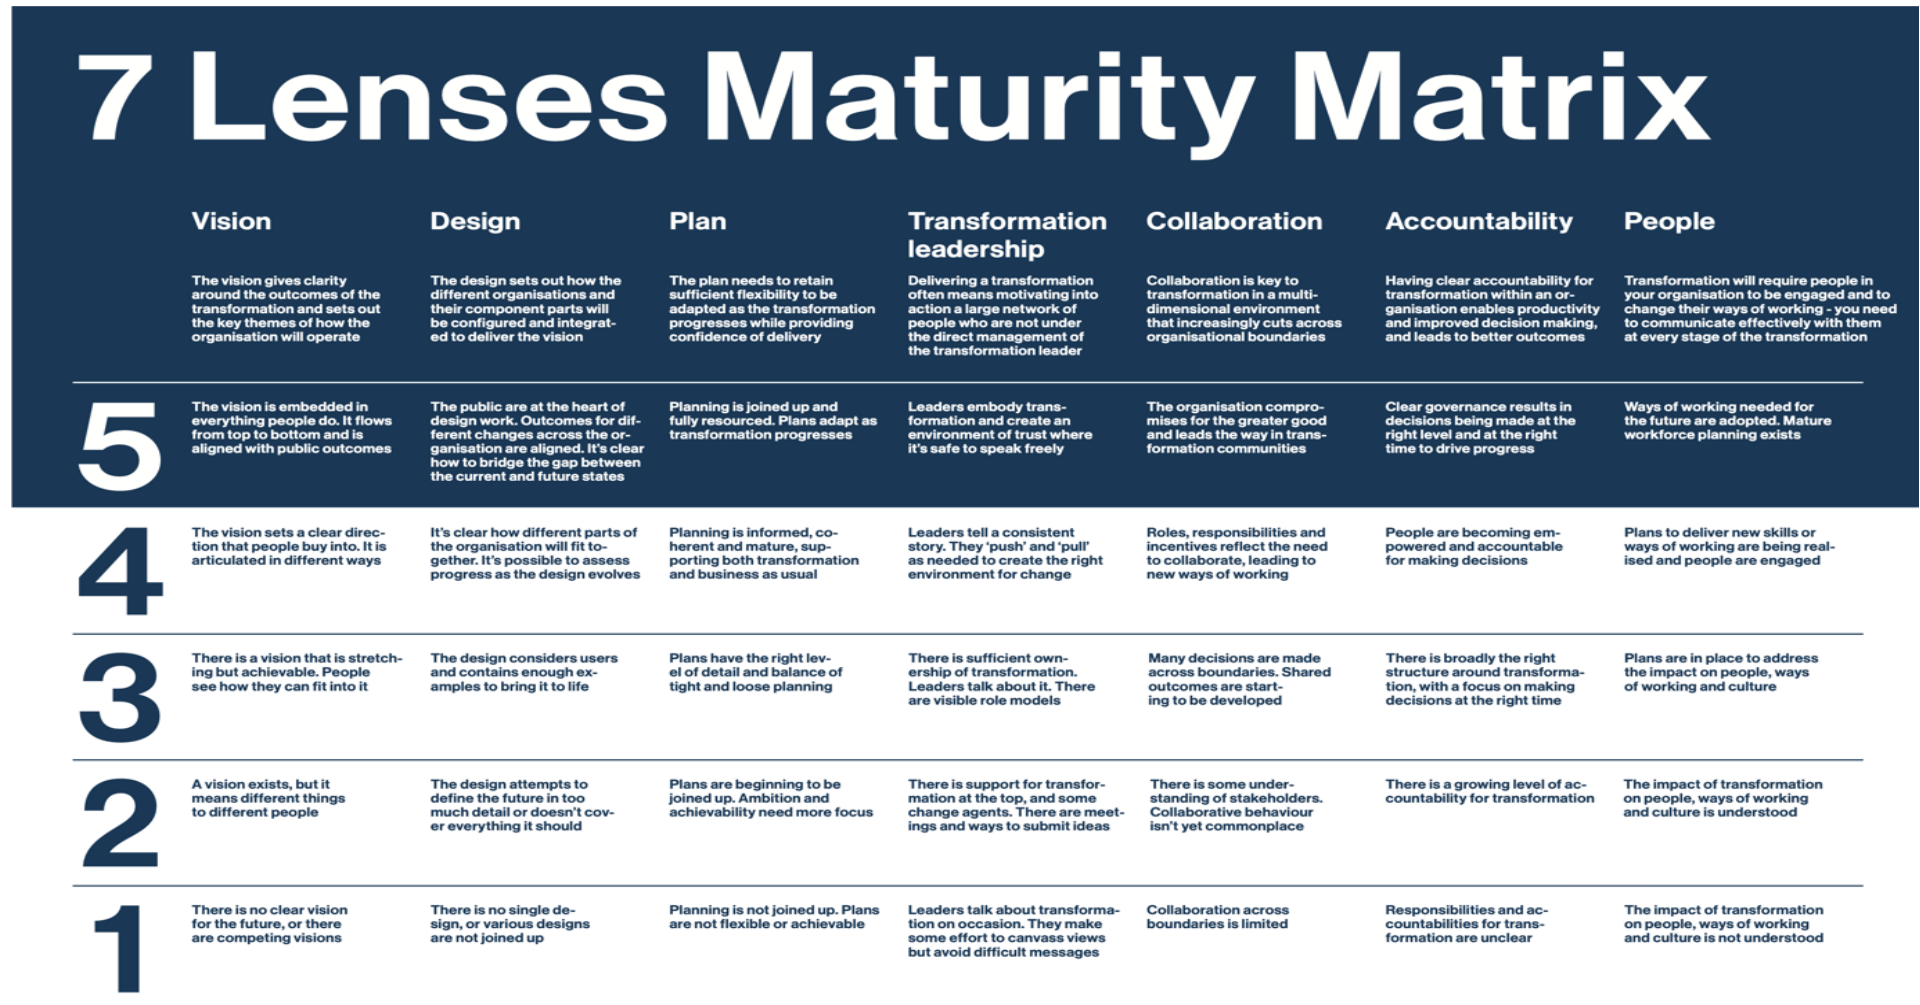 7 Lenses Maturity Matrix
Vision
The vision gives clarity
around the outcomes of the
transformation and sets out
the key themes of how the
organisation will operate
Design
The design sets out how the
different organisations and
their component parts will
be configured and integrat-
ed to deliver the vision
Plan
The plan needs to retain
sufficient flexibility to be
adapted as the transformation
progresses while providing
confidence of delivery
Transformation
leadership
Delivering a transformation
often means motivating into
action a large network of
people who are not under
the direct management of
the transformation leader
Collaboration
Collaboration is key to
transformation in a multi-
dimensional environment
that increasingly cuts across
organisational boundaries
Accountability
Having clear accountability for
transformation within an or-
ganisation enables productivity
and improved decision making,
and leads to better outcomes
People
Transformation will require people in
your organisation to be engaged and to
change their ways of working - you need
to communicate effectively with them
at every stage of the transformation
5
The vision is embedded in
everything people do. It flows
from top to bottom and is
aligned with public outcomes
The public are at the heart of
design work. Outcomes for dif-
ferent changes across the or-
ganisation are aligned. It's clear
how to bridge the gap between
the current and future states
Planning is joined up and
fully resourced. Plans adapt as
transformation progresses
Leaders embody trans-
formation and create an
environment of trust where
it's safe to speak freely
The organisation compro-
mises for the greater good
and leads the way in trans-
formation communities
Clear governance results in
decisions being made at the
right level and at the right
time to drive progress
Ways of working needed for
the future are adopted. Mature
workforce planning exists
4
The vision sets a clear direc-
tion that people buy into. It is
articulated in different ways
It's clear how different parts of
the organisation will fit to-
gether. It's possible to assess
progress as the design evolves
Planning is informed, co-
herent and mature, sup-
porting both transformation
and business as usual
Leaders tell a consistent
story. They 'push' and 'pull'
as needed to create the right
environment for change
Roles, responsibilities and
incentives reflect the need
to collaborate, leading to
new ways of working
People are becoming em-
powered and accountable
for making decisions
Plans to deliver new skills or
ways of working are being real-
ised and people are engaged
3
There is a vision that is stretch-
ing but achievable. People
see how they can fit into it
The design considers users
and contains enough ex-
amples to bring it to life
Plans have the right lev-
el of detail and balance of
tight and loose planning
There is sufficient own-
ership of transformation.
Leaders talk about it. There
are visible role models
Many decisions are made
across boundaries. Shared
outcomes are start-
ing to be developed
There is broadly the right
structure around transforma-
tion, with a focus on making
decisions at the right time
Plans are in place to address
the impact on people, ways
of working and culture
2
A vision exists, but it
means different things
to different people
The design attempts to
define the future in too
much detail or doesn't cov-
er everything it should
Plans are beginning to be
joined up. Ambition and
achievability need more focus
There is support for transfor-
mation at the top, and some
change agents. There are meet-
ings and ways to submit ideas
There is some under-
standing of stakeholders.
Collaborative behaviour
isn't yet commonplace
There is a growing level of ac-
countability for transformation
The impact of transformation
on people, ways of working
and culture is understood
1
There is no clear vision
for the future, or there
are competing visions
There is no single de-
sign, or various designs
are not joined up
Planning is not joined up. Plans
are not flexible or achievable
Leaders talk about transforma-
tion on occasion. They make
some effort to canvass views
but avoid difficult messages
Collaboration across
boundaries is limited
Responsibilities and ac-
countabilities for trans-
formation are unclear
The impact of transformation
on people, ways of working
and culture is not understood